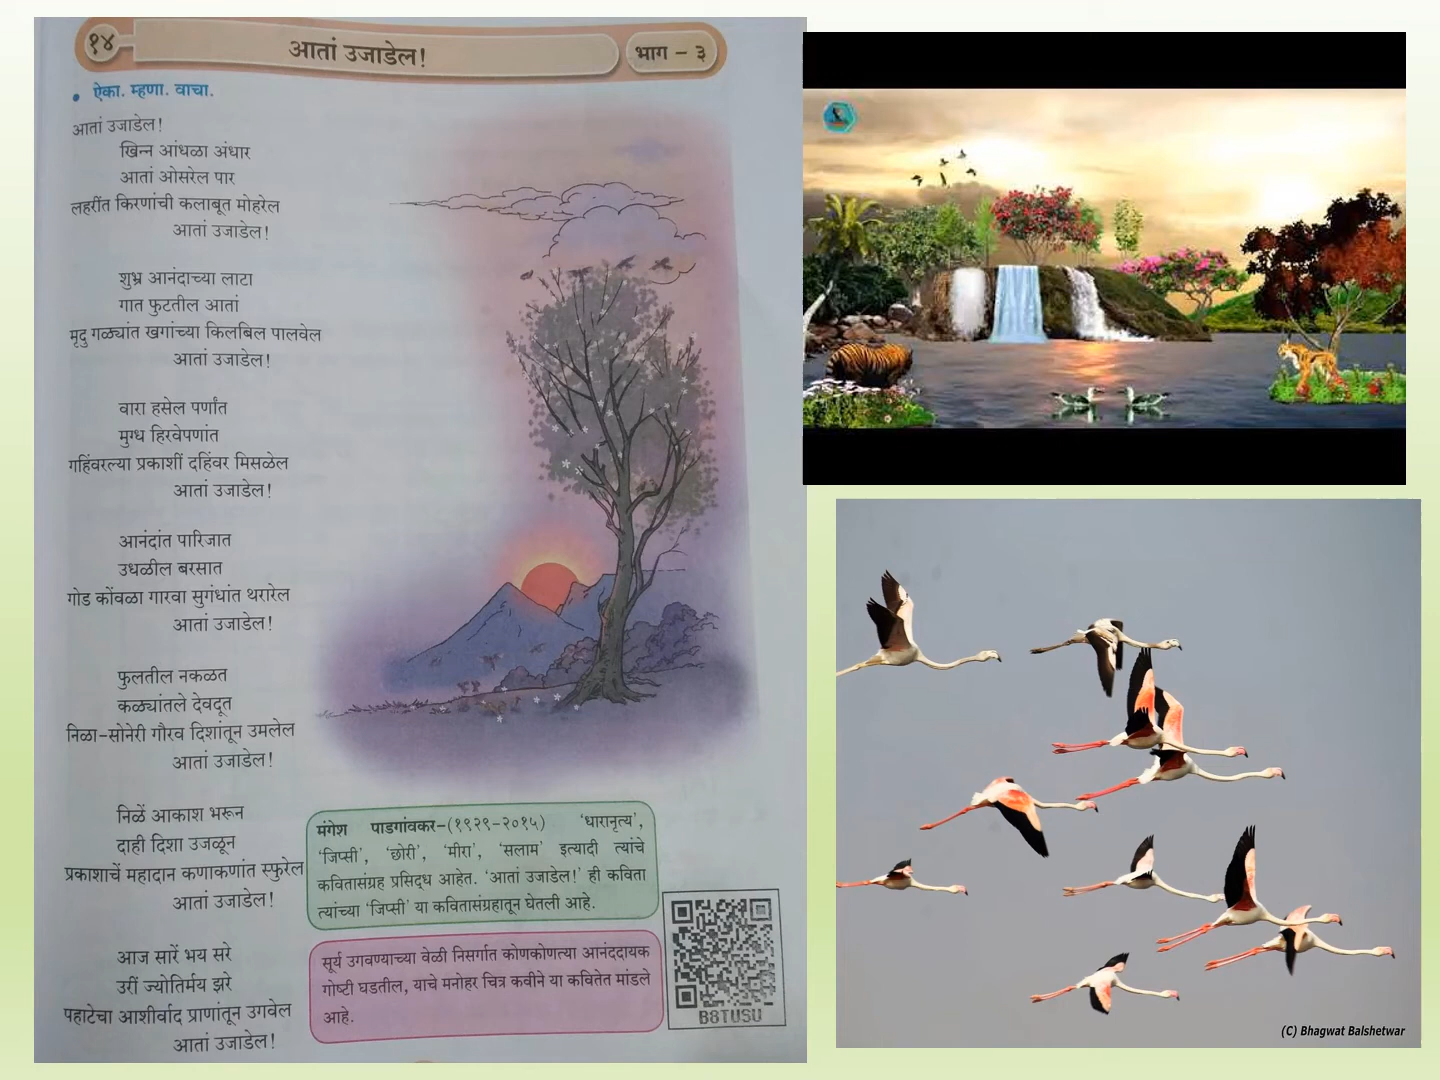 १४
आतां उजाडेल!
भाग - ३
• ऐका. म्हणा. वाचा.
आतां उजाडेल!
खिन्न आंधळा अंधार
आतां ओसरेल पार
लहरींत किरणांची कलाबूत मोहरेल
आतां उजाडेल!
शुभ्र आनंदाच्या लाटा
गात फुटतील आतां
मृदु गळ्यांत खगांच्या किलबिल पालवेल
आतां उजाडेल!
वारा हसेल पर्णांत
मुग्ध हिरवेपणांत
गहिंवरल्या प्रकाशीं दहिंवर मिसळेल
आतां उजाडेल!
आनंदांत पारिजात
उधळील बरसात
गोड कोंवळा गारवा सुगंधांत थरारेल
आतां उजाडेल!
फुलतील नकळत
कळ्यांतले देवदूत
निळा-सोनेरी गौरव दिशांतून उमलेल
आतां उजाडेल!
निळें आकाश भरून
दाही दिशा उजळून
प्रकाशाचें महादान कणाकणांत स्फुरेल
आतां उजाडेल!
आज सारें भय सरे
उरीं ज्योतिर्मय झरे
पहाटेचा आशीर्वाद प्राणांतून उगवेल
आतां उजाडेल!
मंगेश पाडगांवकर-(१९२९-२०१५) 'धारानृत्य',
'जिप्सी', 'छोरी', 'मीरा', 'सलाम' इत्यादी त्यांचे
कवितासंग्रह प्रसिद्ध आहेत. 'आतां उजाडेल!' ही कविता
त्यांच्या 'जिप्सी' या कवितासंग्रहातून घेतली आहे.
सूर्य उगवण्याच्या वेळी निसर्गात कोणकोणत्या आनंददायक
गोष्टी घडतील, याचे मनोहर चित्र कवीने या कवितेत मांडले
आहे.
B8TUSU
(C) Bhagwat Balshetwar